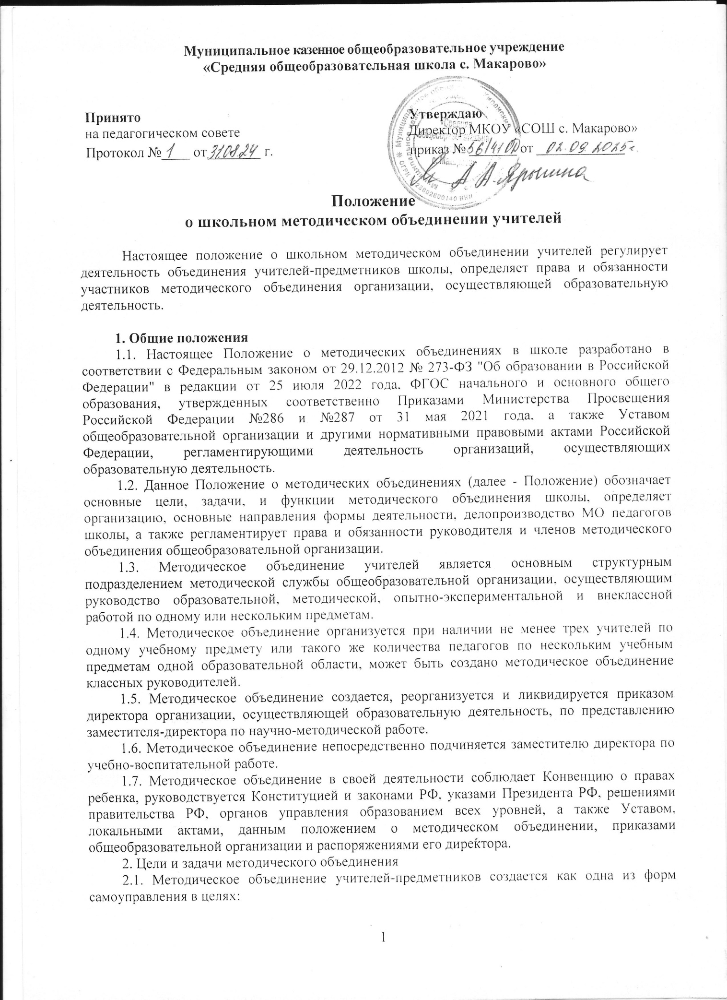 Муниципальное казенное общеобразовательное учреждение
«Средняя общеобразовательная школа с. Макарово»
Принято
на педагогическом совете
Протокол № 1 от 31.08.24 г.
Утверждаю
Директор МКОУ «СОШ с. Макарово»
приказ № 56/41 ОД от 02.09.2025 г.
А А. Ярынина
Положение
о школьном методическом объединении учителей
Настоящее положение о школьном методическом объединении учителей регулирует
деятельность объединения учителей-предметников школы, определяет права и обязанности
участников методического объединения организации, осуществляющей образовательную
деятельность.
1. Общие положения
1.1. Настоящее Положение о методических объединениях в школе разработано в
соответствии с Федеральным законом от 29.12.2012 № 273-ФЗ "Об образовании в Российской
Федерации" в редакции от 25 июля 2022 года, ФГОС начального и основного общего
образования, утвержденных соответственно Приказами Министерства Просвещения
Российской Федерации №286 и №287 от 31 мая 2021 года, а также Уставом
общеобразовательной организации и другими нормативными правовыми актами Российской
Федерации, регламентирующими деятельность организаций, осуществляющих
образовательную деятельность.
1.2. Данное Положение о методических объединениях (далее - Положение) обозначает
основные цели, задачи, и функции методического объединения школы, определяет
организацию, основные направления формы деятельности, делопроизводство МО педагогов
школы, а также регламентирует права и обязанности руководителя и членов методического
объединения общеобразовательной организации.
1.3. Методическое объединение учителей является основным структурным
подразделением методической службы общеобразовательной организации, осуществляющим
руководство образовательной, методической, опытно-экспериментальной и внеклассной
работой по одному или нескольким предметам.
1.4. Методическое объединение организуется при наличии не менее трех учителей по
одному учебному предмету или такого же количества педагогов по нескольким учебным
предметам одной образовательной области, может быть создано методическое объединение
классных руководителей.
1.5. Методическое объединение создается, реорганизуется и ликвидируется приказом
директора организации, осуществляющей образовательную деятельность, по представлению
заместителя-директора по научно-методической работе.
1.6. Методическое объединение непосредственно подчиняется заместителю директора по
учебно-воспитательной работе.
1.7. Методическое объединение в своей деятельности соблюдает Конвенцию о правах
ребенка, руководствуется Конституцией и законами РФ, указами Президента РФ, решениями
правительства РФ, органов управления образованием всех уровней, а также Уставом,
локальными актами, данным положением о методическом объединении, приказами
общеобразовательной организации и распоряжениями его директора.
2. Цели и задачи методического объединения
2.1. Методическое объединение учителей-предметников создается как одна из форм
самоуправления в целях:
1